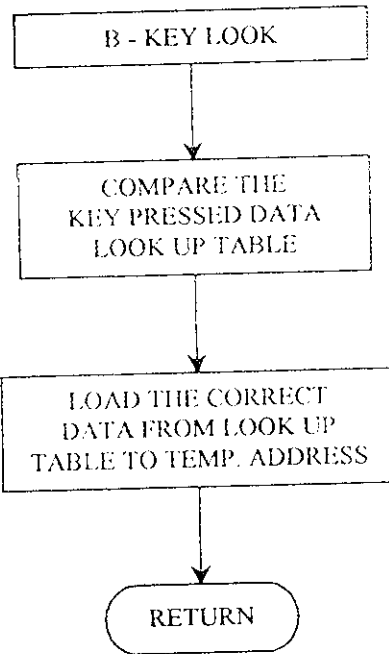 B - KEY LOOK
COMPARE THE
KEY PRESSED DATA
LOOK UP TABLE
LOAD THE CORRECT
DATA FROM LOOK UP
TABLE TO TEMP. ADDRESS
RETURN